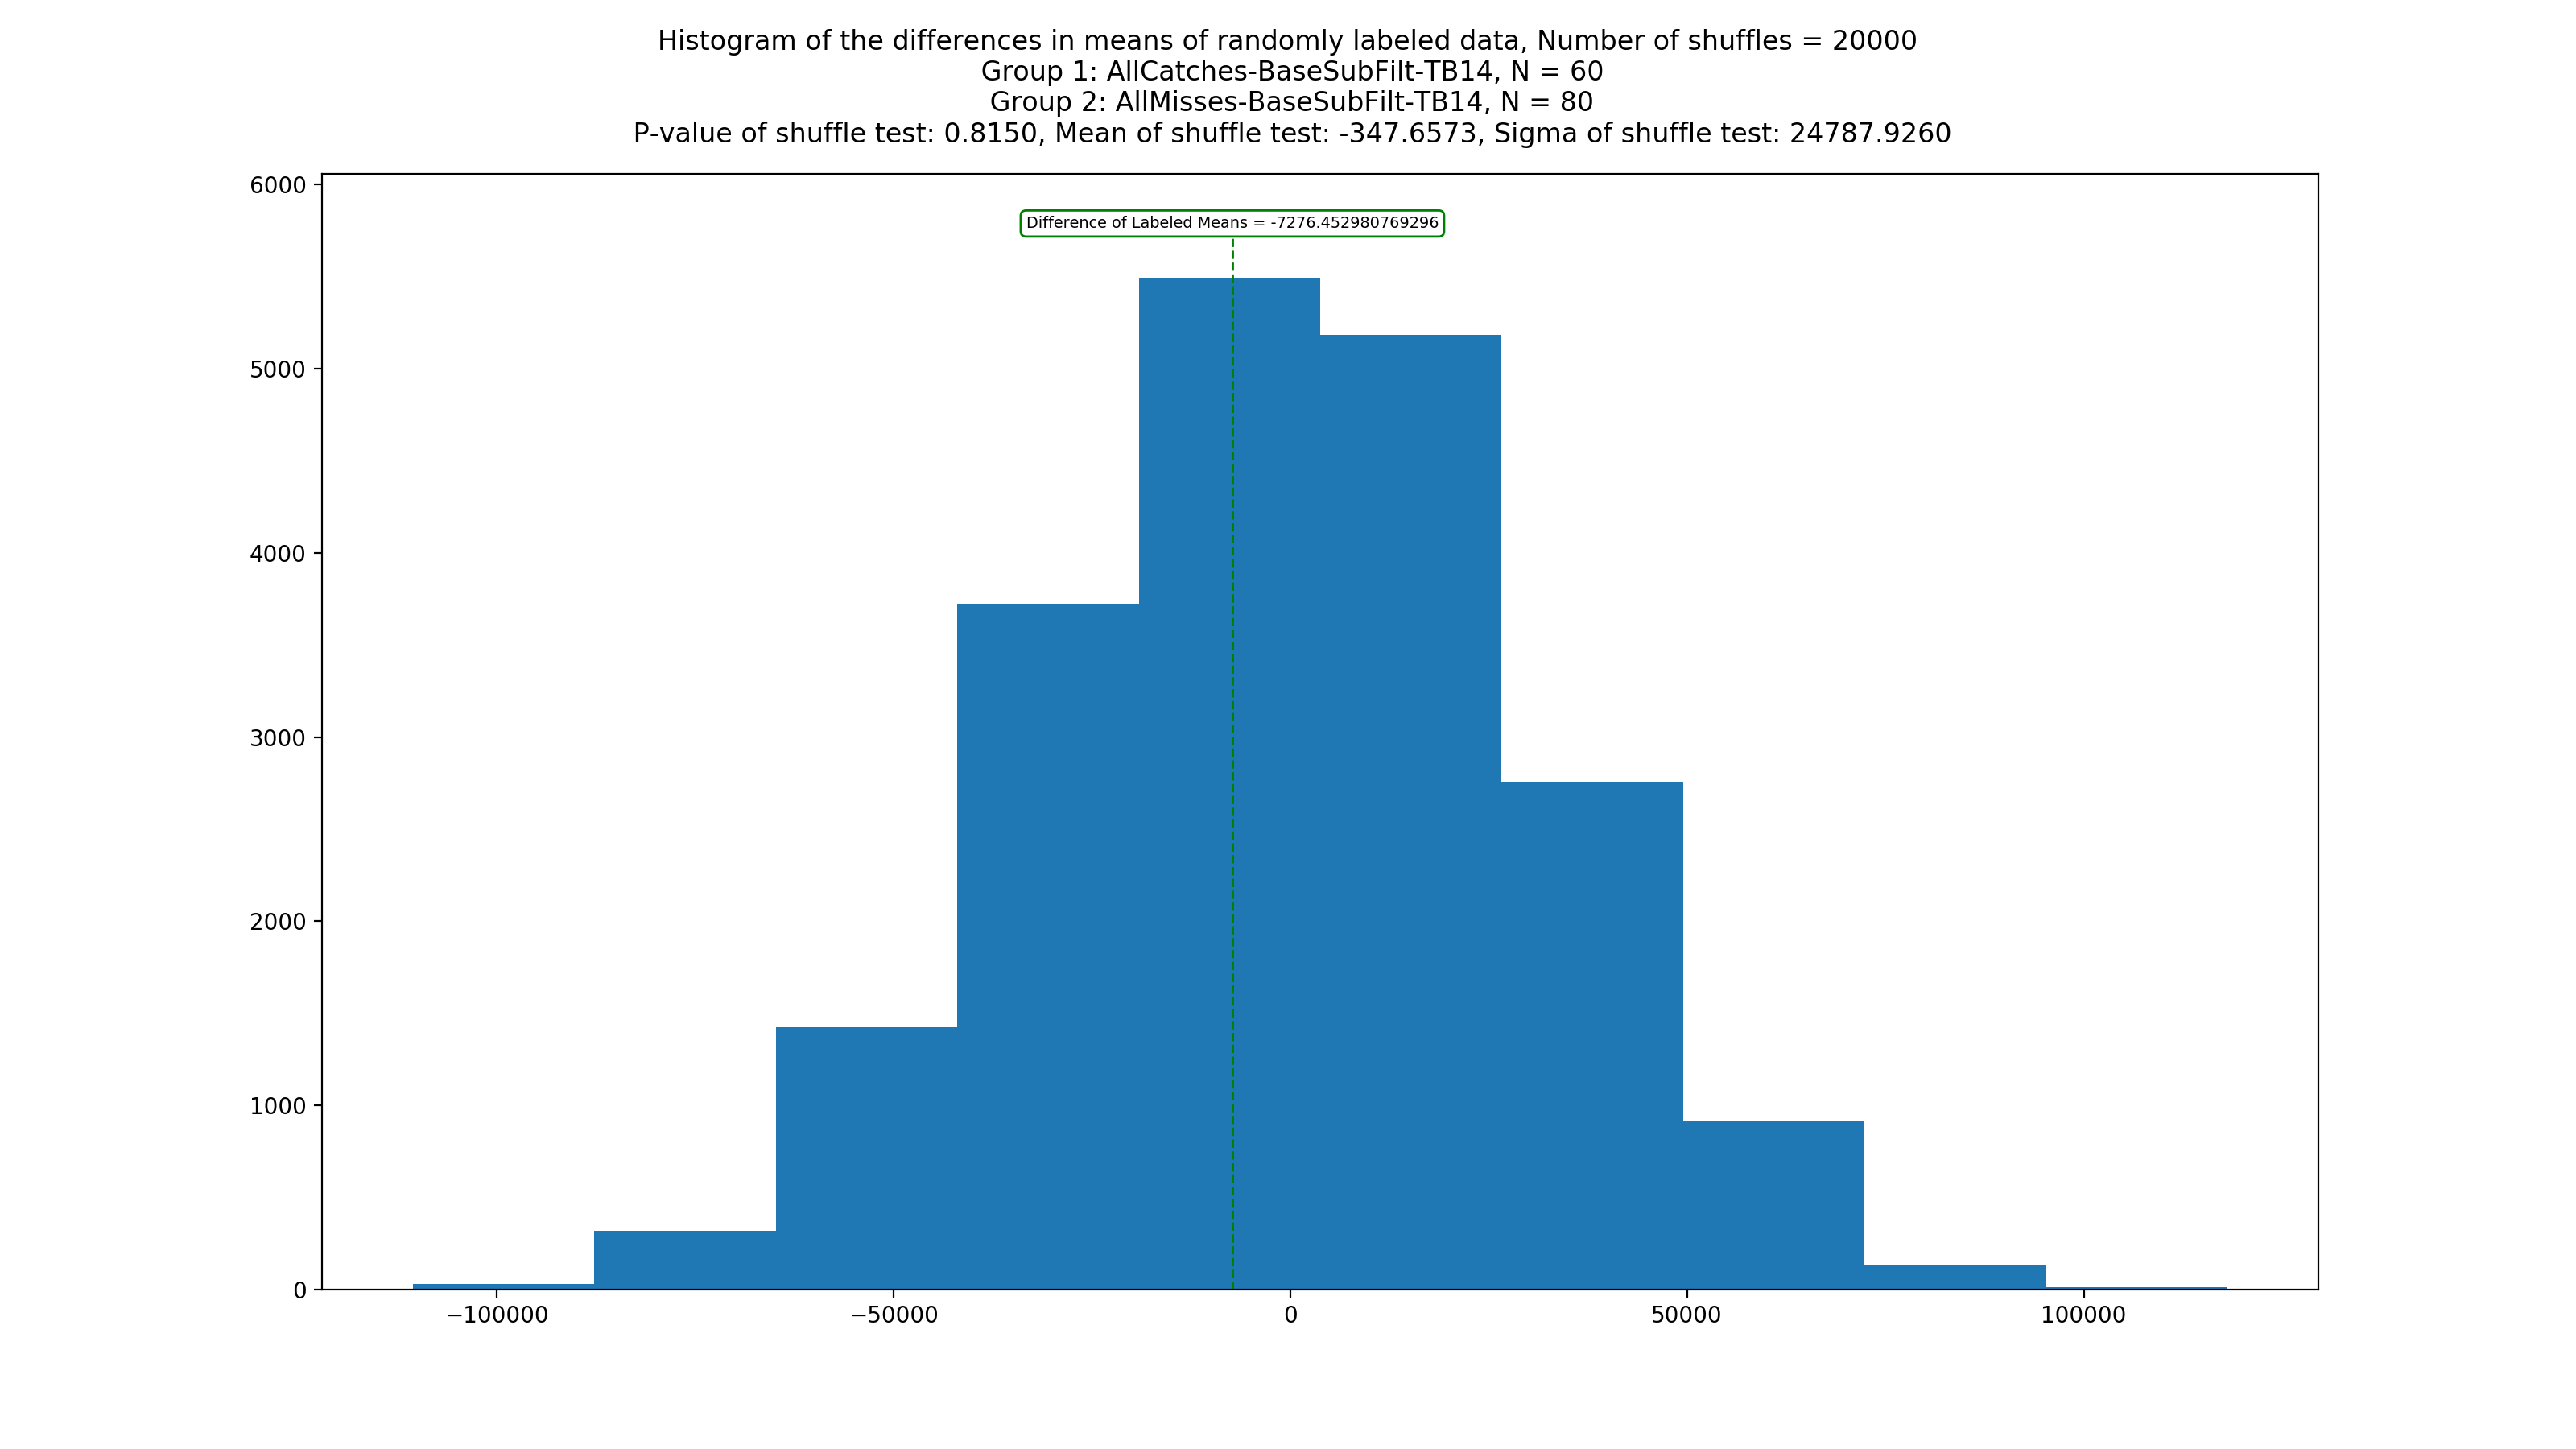 Histogram of the differences in means of randomly labeled data, Number of shuffles = 20000
Group 1: AllCatches-BaseSubFilt-TB14, N = 60
Group 2: AllMisses-BaseSubFilt-TB14, N = 80
P-value of shuffle test: 0.8150, Mean of shuffle test: -347.6573, Sigma of shuffle test: 24787.9260
6000
Difference of Labeled Means = -7276.452980769296
5000
4000
3000
2000
1000
0
−100000 −50000 0 50000 100000